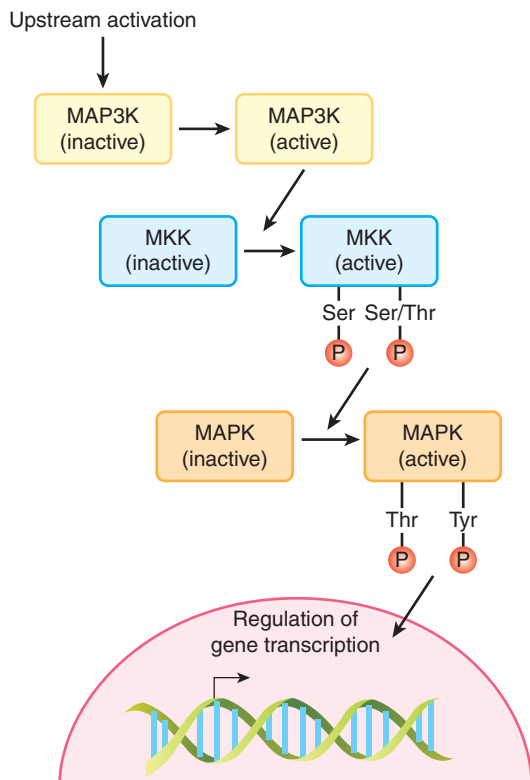 Upstream activation
MAP3K
(inactive)
MAP3K
(active)
MKK
(inactive)
MKK
(active)
Ser
Ser/Thr
P
P
MAPK
(inactive)
MAPK
(active)
Thr
Tyr
P
P
Regulation of
gene transcription